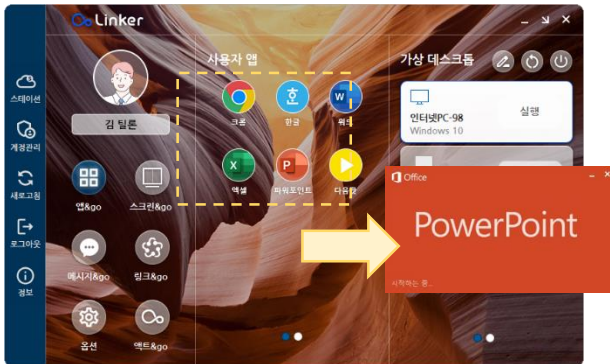 Linker
스테이션
계정관리
새로고침
로그아웃
정보
김 틸론
앱&go
스크린&go
메시지&go
링크&go
옵션
액트&go
사용자 앱
크롬
한글
워드
엑셀
파워포인트
가상 데스크톱
인터넷PC-98
Windows 10
실행
Office
PowerPoint
시작하는 중...